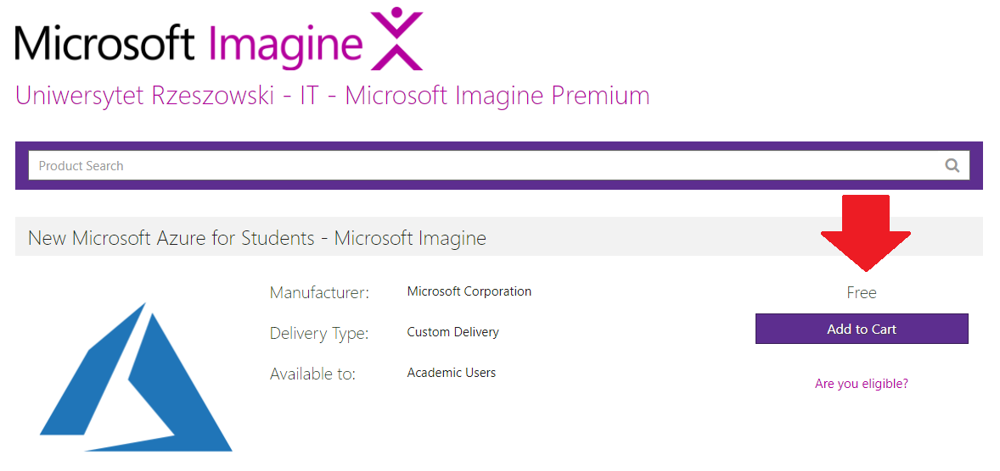 Microsoft Imagine
Uniwersytet Rzeszowski - IT - Microsoft Imagine Premium
Product Search
New Microsoft Azure for Students - Microsoft Imagine
Manufacturer: Microsoft Corporation
Free
Delivery Type: Custom Delivery
Add to Cart
Available to: Academic Users
Are you eligible?